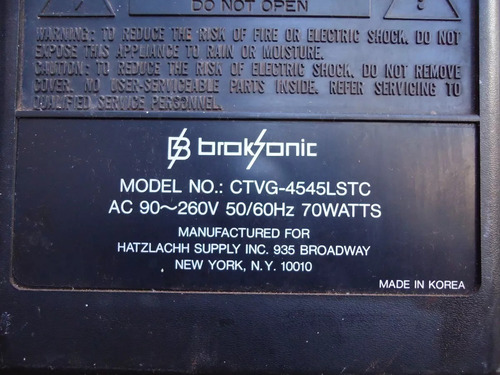 DO NOT OPEN
WARNING: TO REDUCE THE RISK OF FIRE OR ELECTRIC SHOCK, DO NOT
EXPOSE THIS APPLIANCE TO RAIN OR MOISTURE.
CAUTION: TO REDUCE THE RISK OF ELECTRIC SHOCK, DO NOT REMOVE
COVER. NO USER-SERVICEABLE PARTS INSIDE. REFER SERVICING TO
QUALIFIED SERVICE PERSONNEL.
broksonic
MODEL NO.: CTVG-4545LSTC
AC 90~260V 50/60Hz 70WATTS
MANUFACTURED FOR
HATZLACHH SUPPLY INC. 935 BROADWAY
NEW YORK, N.Y. 10010
MADE IN KOREA